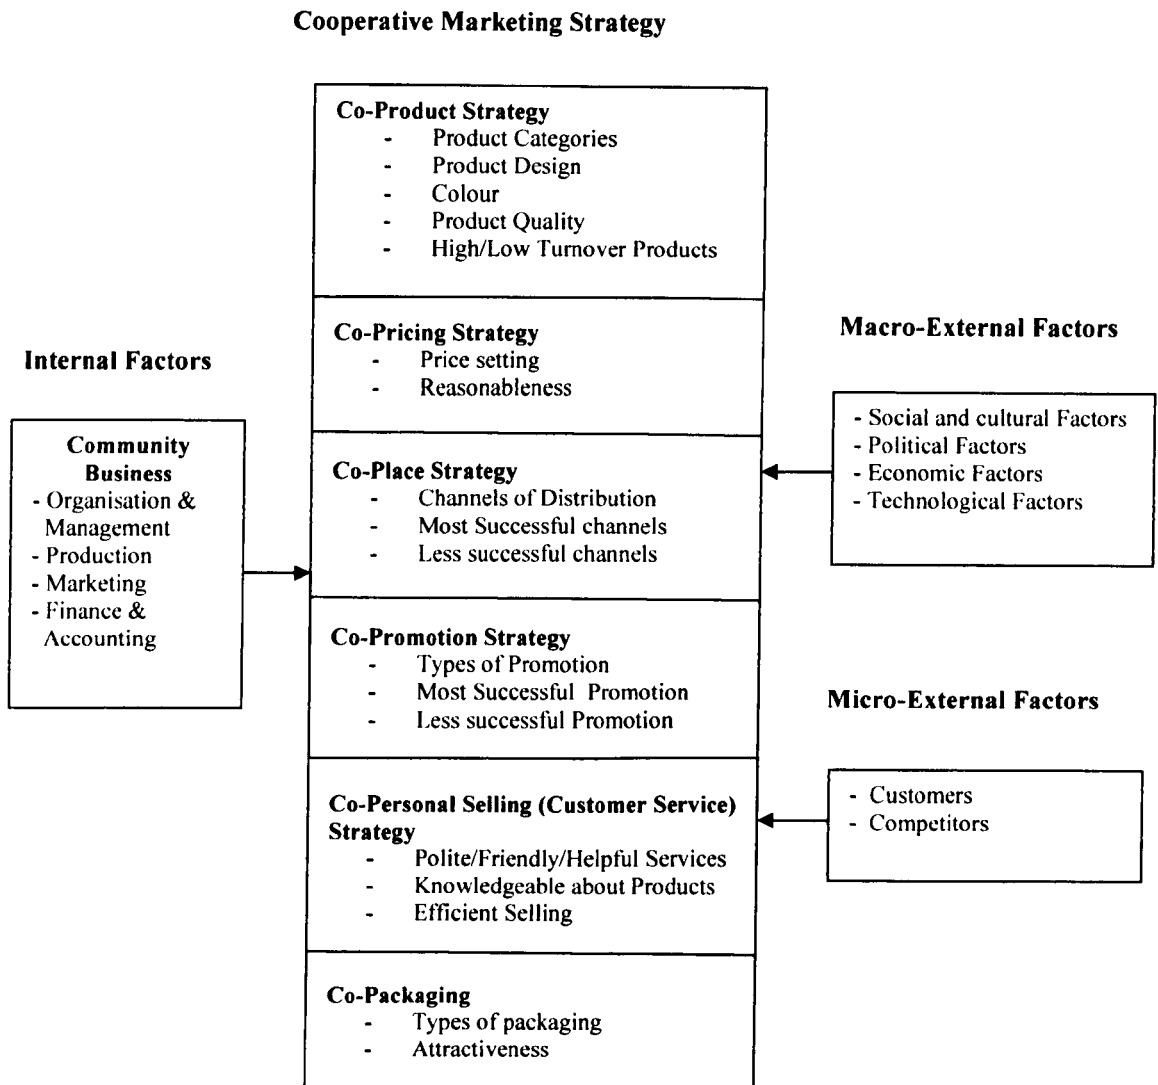 Cooperative Marketing Strategy
Co-Product Strategy
- Product Categories
- Product Design
- Colour
- Product Quality
- High/Low Turnover Products
Co-Pricing Strategy
- Price setting
- Reasonableness
Co-Place Strategy
- Channels of Distribution
- Most Successful channels
- Less successful channels
Co-Promotion Strategy
- Types of Promotion
- Most Successful Promotion
- Less successful Promotion
Co-Personal Selling (Customer Service)
Strategy
- Polite/Friendly/Helpful Services
- Knowledgeable about Products
- Efficient Selling
Co-Packaging
- Types of packaging
- Attractiveness
Internal Factors
Community
Business
- Organisation &
Management
- Production
- Marketing
- Finance &
Accounting
Macro-External Factors
- Social and cultural Factors
- Political Factors
- Economic Factors
- Technological Factors
Micro-External Factors
- Customers
- Competitors